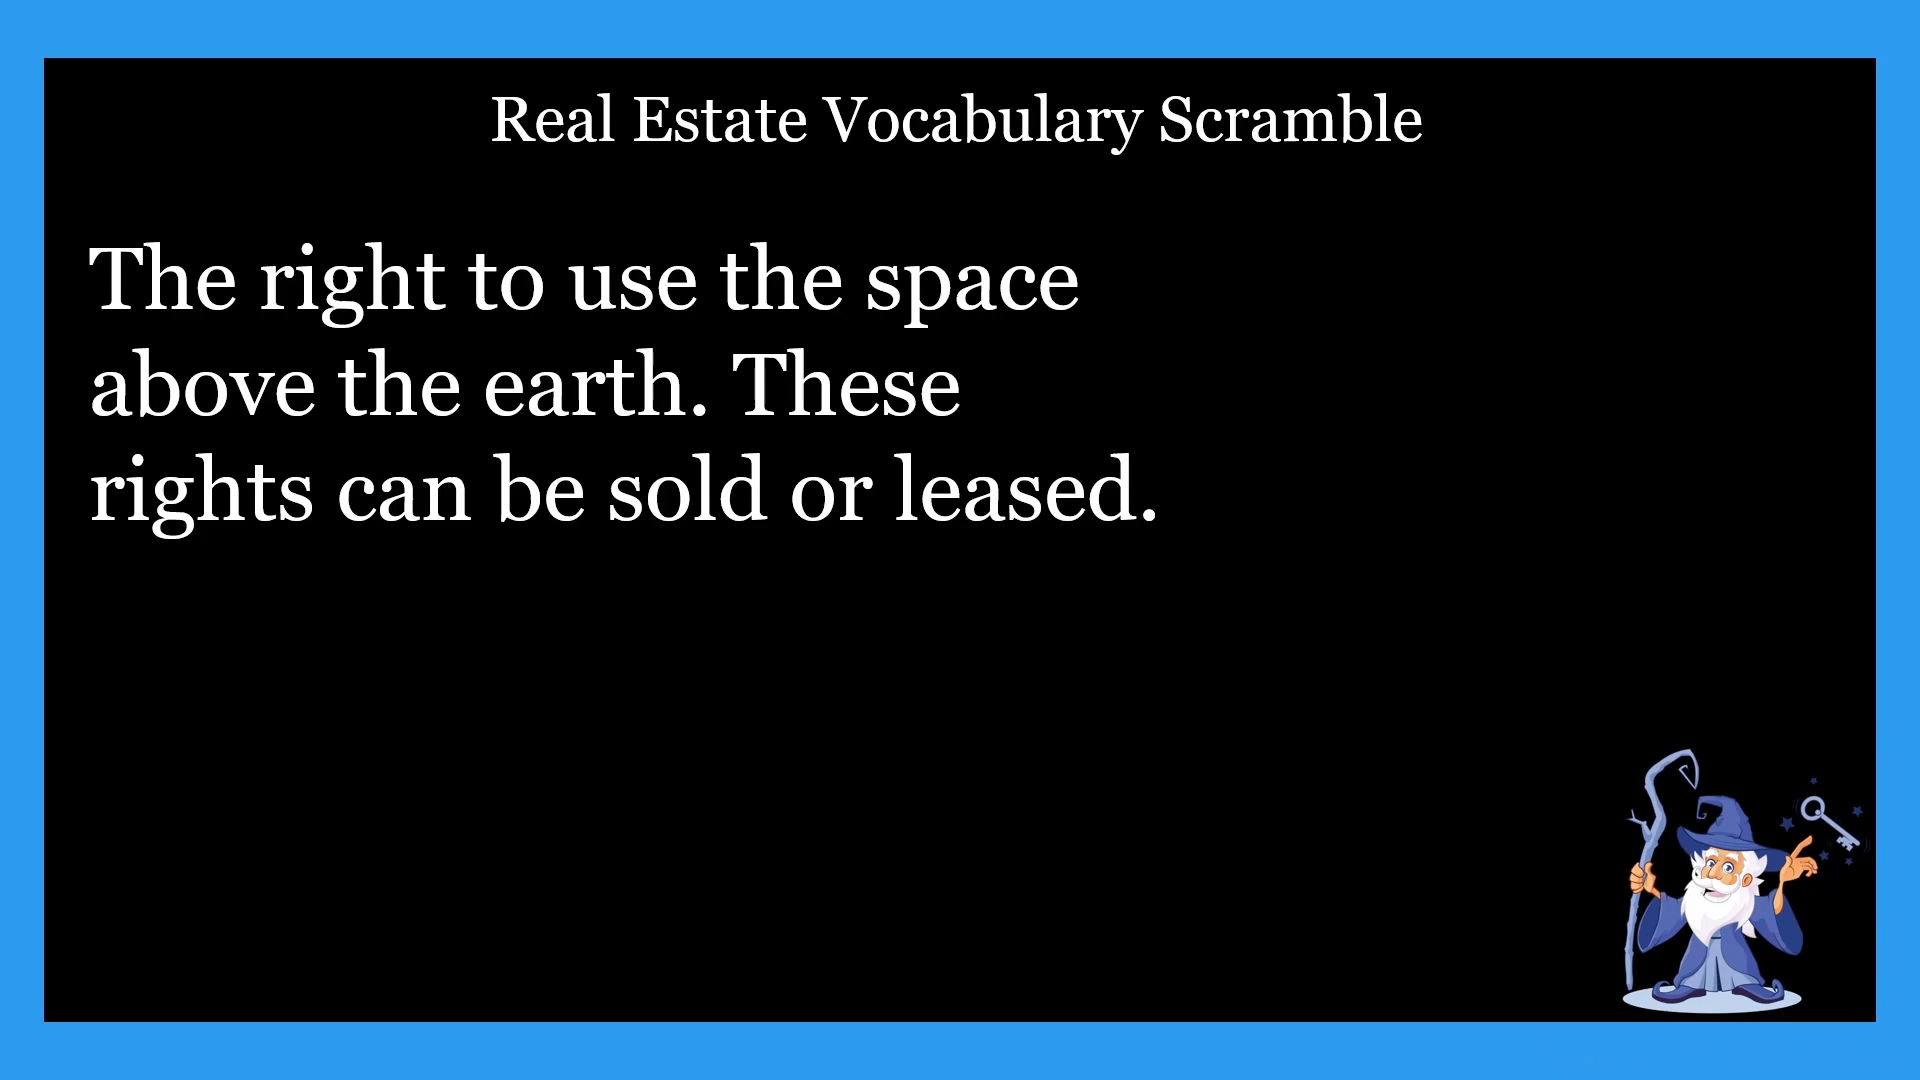 Real Estate Vocabulary Scramble
The right to use the space
above the earth. These
rights can be sold or leased.